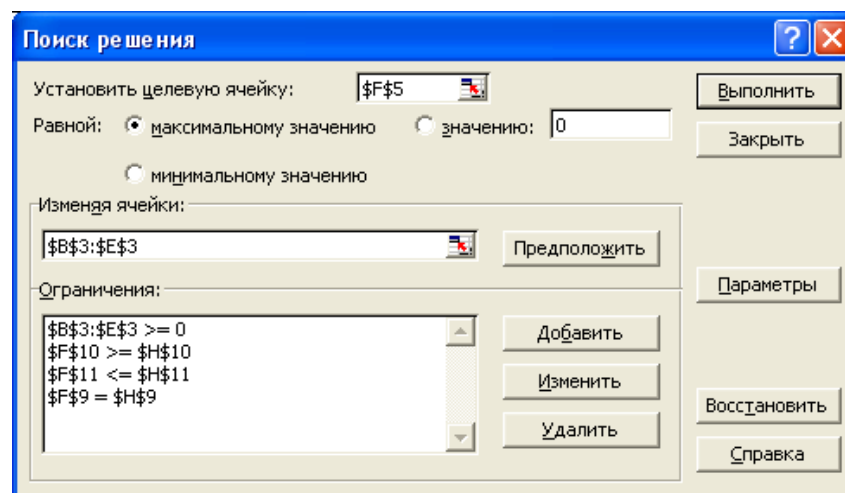 Поиск решения
Установить целевую ячейку: $F$5
Выполнить
Равной: максимальному значению значению: 0
Закрыть
минимальному значению
Изменяя ячейки:
$B$3:$E$3
Предположить
Ограничения:
Параметры
$B$3:$E$3 >= 0
$F$10 >= $H$10
$F$11 <= $H$11
$F$9 = $H$9
Добавить
Изменить
Удалить
Восстановить
Справка